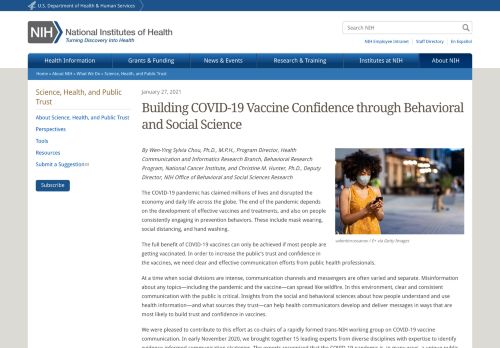 U.S. Department of Health & Human Services
NIH National Institutes of Health
Turning Discovery Into Health
Search NIH
NIH Employee Intranet | Staff Directory | En Español
Health Information Grants & Funding News & Events Research & Training Institutes at NIH About NIH
Home » About NIH » What We Do » Science, Health, and Public Trust
Science, Health, and Public
Trust
About Science, Health, and Public Trust
Perspectives
Tools
Resources
Submit a Suggestion
Subscribe
January 27, 2021
Building COVID-19 Vaccine Confidence through Behavioral
and Social Science
By Wen-Ying Sylvia Chou, Ph.D., M.P.H., Program Director, Health
Communication and Informatics Research Branch, Behavioral Research
Program, National Cancer Institute, and Christine M. Hunter, Ph.D., Deputy
Director, NIH Office of Behavioral and Social Sciences Research
The COVID-19 pandemic has claimed millions of lives and disrupted the
economy and daily life across the globe. The end of the pandemic depends
on the development of effective vaccines and treatments, and also on people
consistently engaging in prevention behaviors. These include mask wearing,
social distancing, and hand washing.
valentinrussanov / E+ via Getty Images
The full benefit of COVID-19 vaccines can only be achieved if most people are
getting vaccinated. In order to increase the public's trust and confidence in
the vaccines, we need clear and effective communication efforts from public health professionals.
At a time when social divisions are intense, communication channels and messengers are often varied and separate. Misinformation
about any topics—including the pandemic and the vaccine—can spread like wildfire. In this environment, clear and consistent
communication with the public is critical. Insights from the social and behavioral sciences about how people understand and use
health information—and what sources they trust—can help health communicators develop and deliver messages in ways that are
most likely to build trust and confidence in vaccines.
We were pleased to contribute to this effort as co-chairs of a rapidly formed trans-NIH working group on COVID-19 vaccine
communication. In early November 2020, we brought together 15 leading experts from diverse disciplines with expertise to identify